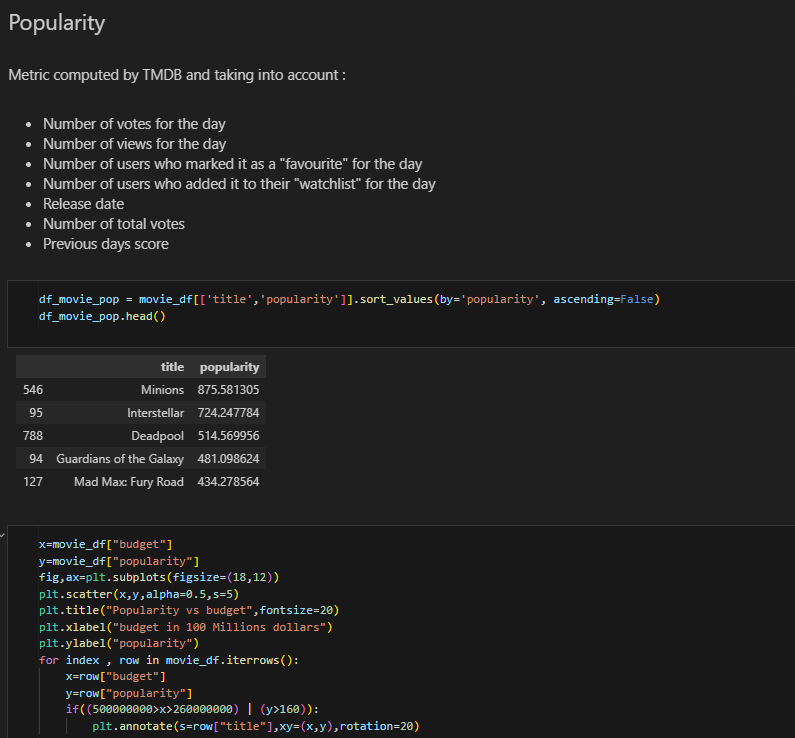 Popularity
Metric computed by TMDB and taking into account :
Number of votes for the day
Number of views for the day
Number of users who marked it as a "favourite" for the day
Number of users who added it to their "watchlist" for the day
Release date
Number of total votes
Previous days score
df_movie_pop = movie_df[['title','popularity']].sort_values(by='popularity', ascending=False)
df_movie_pop.head()
title popularity
546 Minions 875.581305
95 Interstellar 724.247784
788 Deadpool 514.569956
94 Guardians of the Galaxy 481.098624
127 Mad Max: Fury Road 434.278564
x=movie_df["budget"]
y=movie_df["popularity"]
fig,ax=plt.subplots(figsize=(18,12))
plt.scatter(x,y,alpha=0.5,s=5)
plt.title("Popularity vs budget",fontsize=20)
plt.xlabel("budget in 100 Millions dollars")
plt.ylabel("popularity")
for index , row in movie_df.iterrows():
x=row["budget"]
y=row["popularity"]
if((500000000>x>260000000) | (y>160)):
plt.annotate(s=row["title"],xy=(x,y),rotation=20)